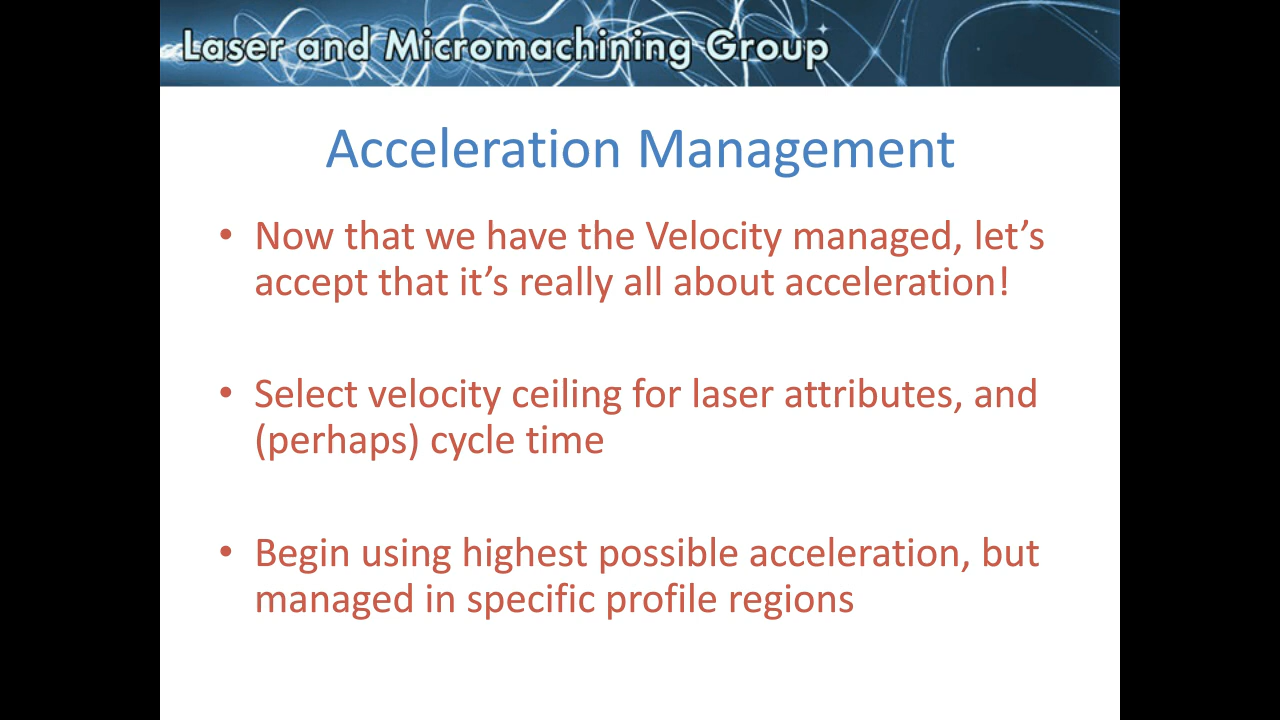 Laser and Micromachining Group
Acceleration Management
• Now that we have the Velocity managed, let’s
accept that it’s really all about acceleration!
• Select velocity ceiling for laser attributes, and
(perhaps) cycle time
• Begin using highest possible acceleration, but
managed in specific profile regions